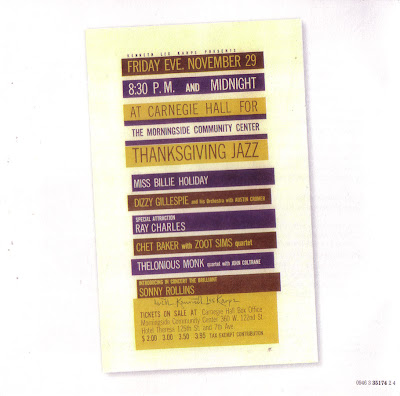 KENNETH LEE KARPE PRESENTS
FRIDAY EVE, NOVEMBER 29
8:30 P.M. AND MIDNIGHT
AT CARNEGIE HALL FOR
THE MORNINGSIDE COMMUNITY CENTER
THANKSGIVING JAZZ
MISS BILLIE HOLIDAY
DIZZY GILLESPIE and his Orchestra with AUSTIN CROMER
SPECIAL ATTRACTION
RAY CHARLES
CHET BAKER with ZOOT SIMS quartet
THELONIOUS MONK quartet with JOHN COLTRANE
INTRODUCING IN CONCERT THE BRILLIANT
SONNY ROLLINS
with Kenneth Lee Karpe
TICKETS ON SALE AT Carnegie Hall Box Office
Morningside Community Center 360 W. 122nd St.
Hotel Theresa 125th St. and 7th Ave
$ 2.00 3.00 3.50 3.95 TAX EXEMPT CONTRIBUTION
0946 3 35174 2 4